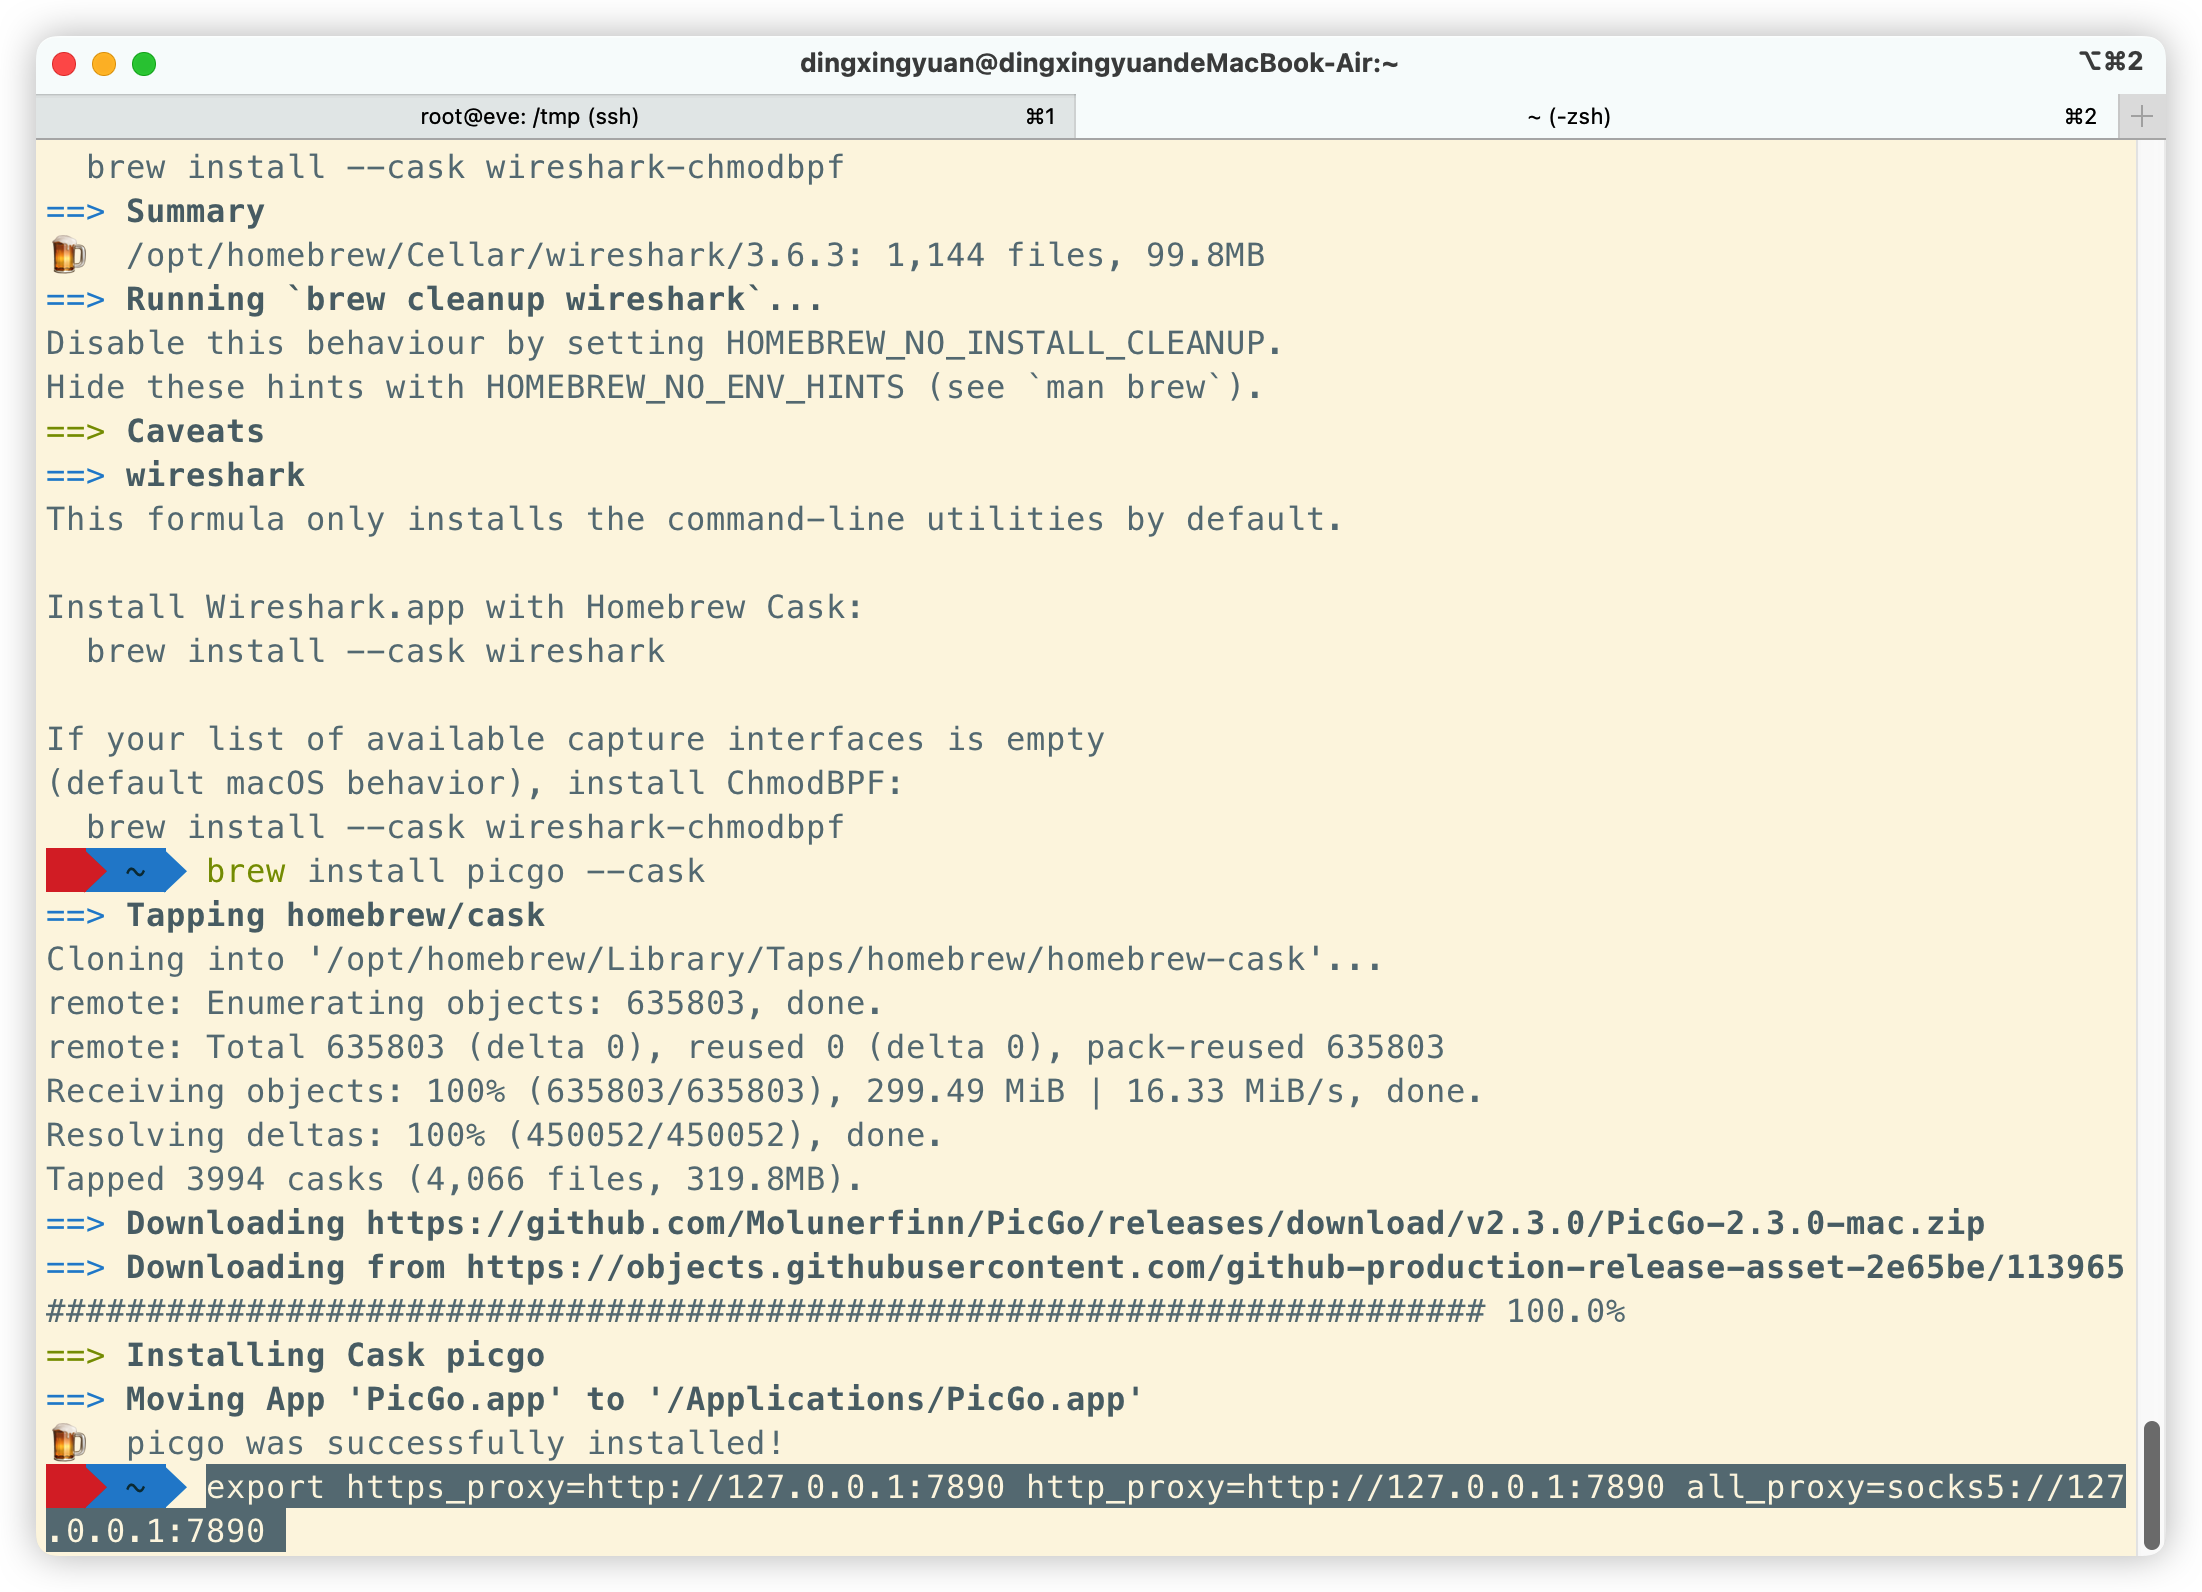 dingxingyuan@dingxingyuandeMacBook-Air:~ ⌥⌘2
root@eve: /tmp (ssh) ⌘1 ~ (-zsh) ⌘2 +
  brew install --cask wireshark-chmodbpf
==> Summary
🍺  /opt/homebrew/Cellar/wireshark/3.6.3: 1,144 files, 99.8MB
==> Running `brew cleanup wireshark`...
Disable this behaviour by setting HOMEBREW_NO_INSTALL_CLEANUP.
Hide these hints with HOMEBREW_NO_ENV_HINTS (see `man brew`).
==> Caveats
==> wireshark
This formula only installs the command-line utilities by default.

Install Wireshark.app with Homebrew Cask:
  brew install --cask wireshark

If your list of available capture interfaces is empty
(default macOS behavior), install ChmodBPF:
  brew install --cask wireshark-chmodbpf
~ brew install picgo --cask
==> Tapping homebrew/cask
Cloning into '/opt/homebrew/Library/Taps/homebrew/homebrew-cask'...
remote: Enumerating objects: 635803, done.
remote: Total 635803 (delta 0), reused 0 (delta 0), pack-reused 635803
Receiving objects: 100% (635803/635803), 299.49 MiB | 16.33 MiB/s, done.
Resolving deltas: 100% (450052/450052), done.
Tapped 3994 casks (4,066 files, 319.8MB).
==> Downloading https://github.com/Molunerfinn/PicGo/releases/download/v2.3.0/PicGo-2.3.0-mac.zip
==> Downloading from https://objects.githubusercontent.com/github-production-release-asset-2e65be/113965
######################################################################## 100.0%
==> Installing Cask picgo
==> Moving App 'PicGo.app' to '/Applications/PicGo.app'
🍺  picgo was successfully installed!
~ export https_proxy=http://127.0.0.1:7890 http_proxy=http://127.0.0.1:7890 all_proxy=socks5://127
.0.0.1:7890